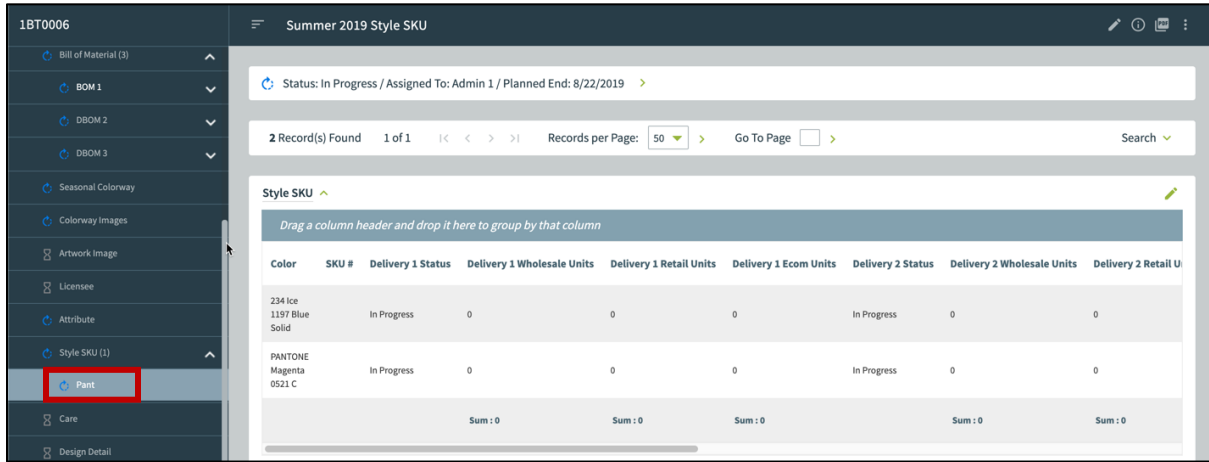 1BT0006
Summer 2019 Style SKU
Bill of Material (3)
BOM 1
DBOM 2
DBOM 3
Seasonal Colorway
Colorway Images
Artwork Image
Licensee
Attribute
Style SKU (1)
Pant
Care
Design Detail
Status: In Progress / Assigned To: Admin 1 / Planned End: 8/22/2019
2 Record(s) Found 1 of 1 Records per Page: 50 Go To Page Search
Style SKU
Drag a column header and drop it here to group by that column
Color SKU # Delivery 1 Status Delivery 1 Wholesale Units Delivery 1 Retail Units Delivery 1 Ecom Units Delivery 2 Status Delivery 2 Wholesale Units Delivery 2 Retail U
234 Ice
1197 Blue In Progress 0 0 0 In Progress 0 0
Solid
PANTONE
Magenta In Progress 0 0 0 In Progress 0 0
0521 C
Sum : 0 Sum : 0 Sum : 0 Sum : 0 Sum : 0